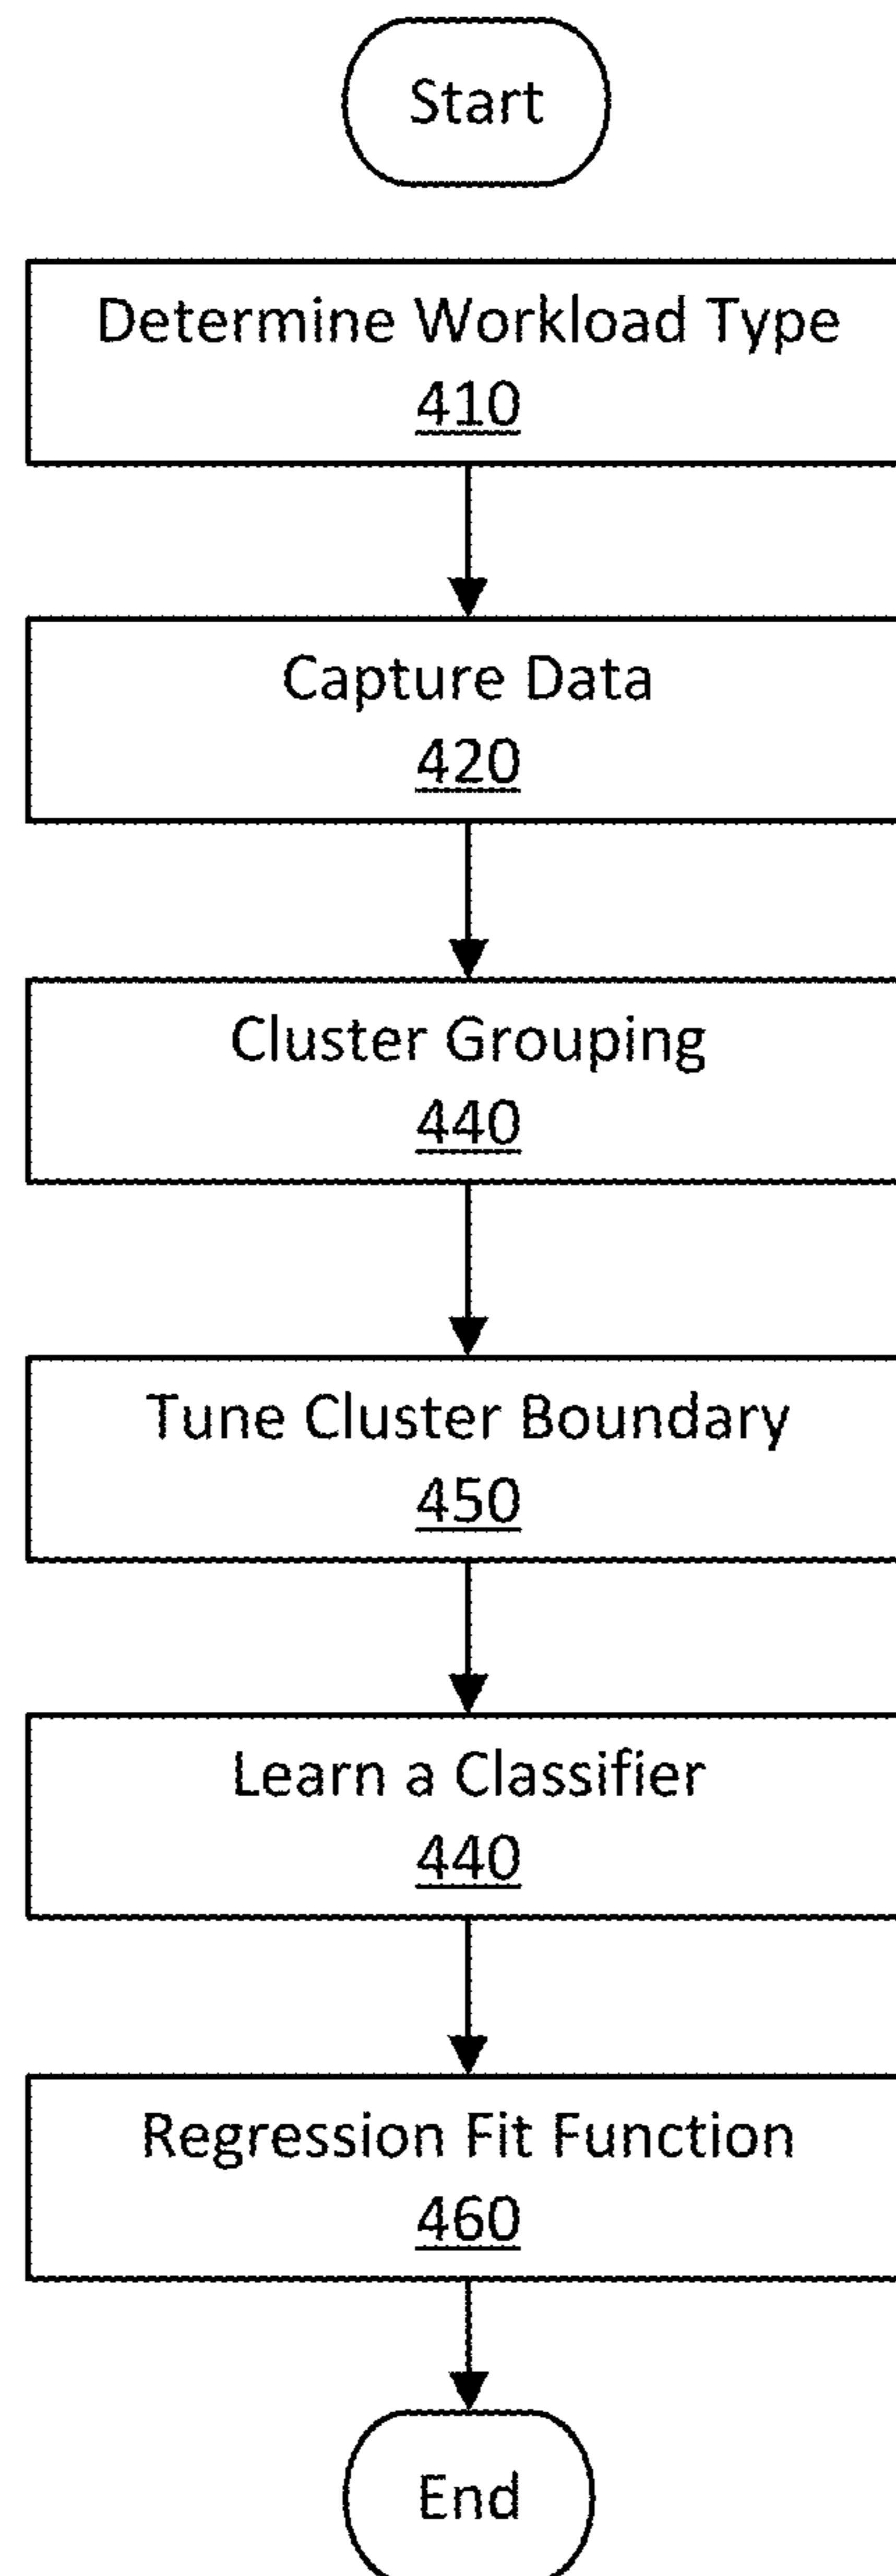 Start
Determine Workload Type
410
Capture Data
420
Cluster Grouping
440
Tune Cluster Boundary
450
Learn a Classifier
440
Regression Fit Function
460
End